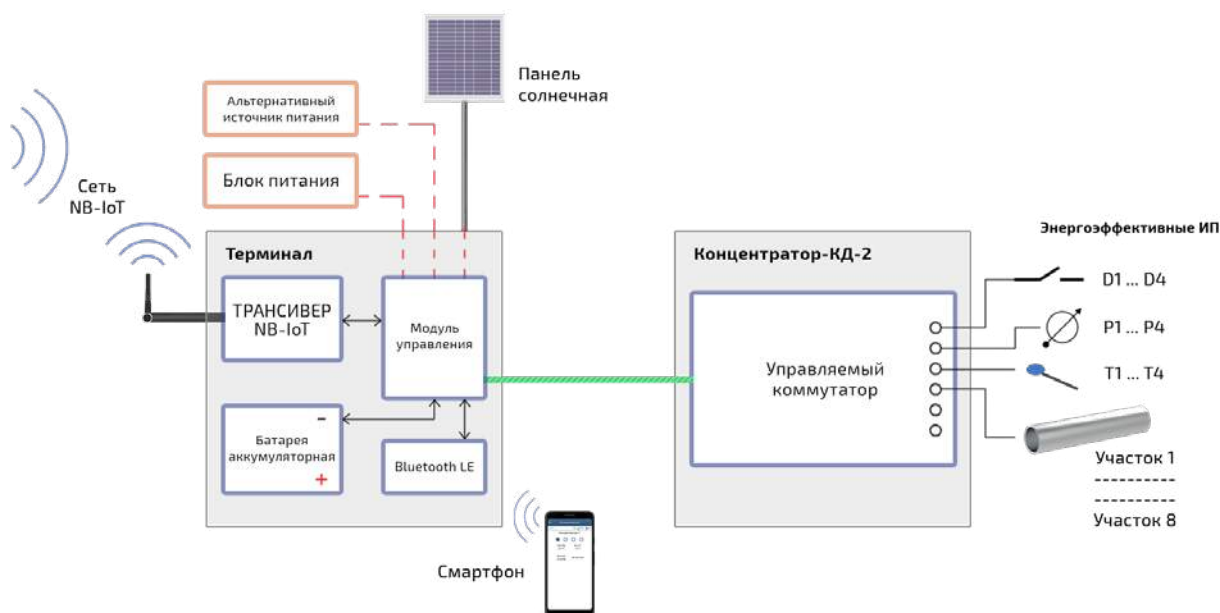 Панель
солнечная
Альтернативный
источник питания
Блок питания
Сеть
NB-IoT
Терминал
ТРАНСИВЕР
NB-IoT
Модуль
управления
Батарея
аккумуляторная
-
+
Bluetooth LE
Смартфон
Концентратор-КД-2
Управляемый
коммутатор
Энергоэффективные ИП
D1 ... D4
P1 ... P4
T1 ... T4
Участок 1
Участок 8